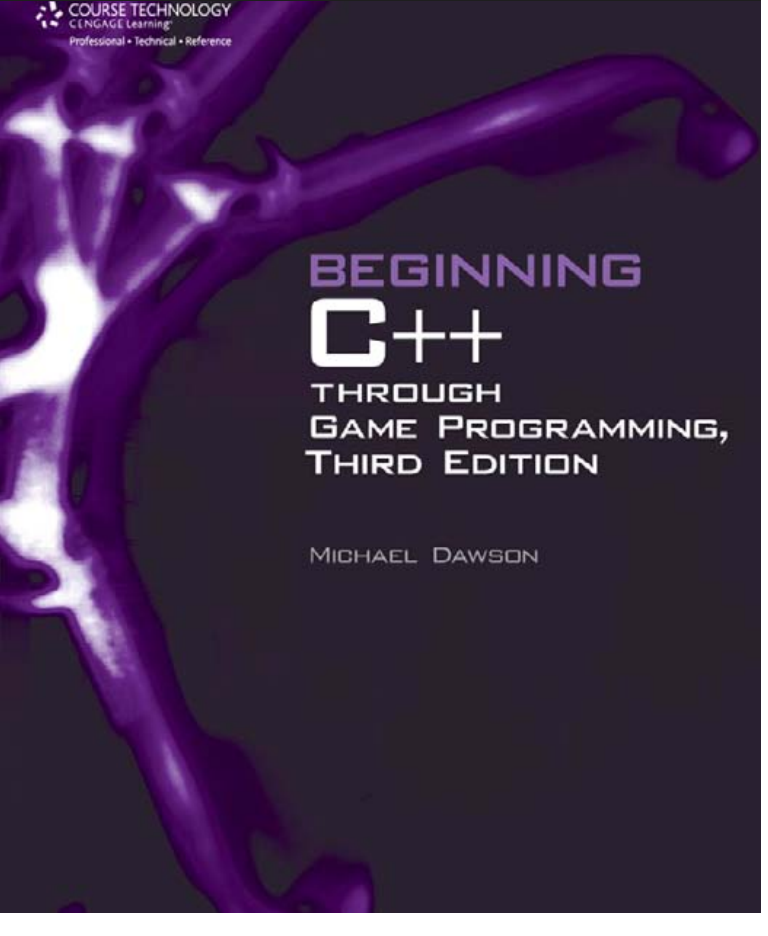 COURSE TECHNOLOGY
CENGAGE Learning
Professional • Technical • Reference
BEGINNING
C++
THROUGH
GAME PROGRAMMING,
THIRD EDITION
MICHAEL DAWSON